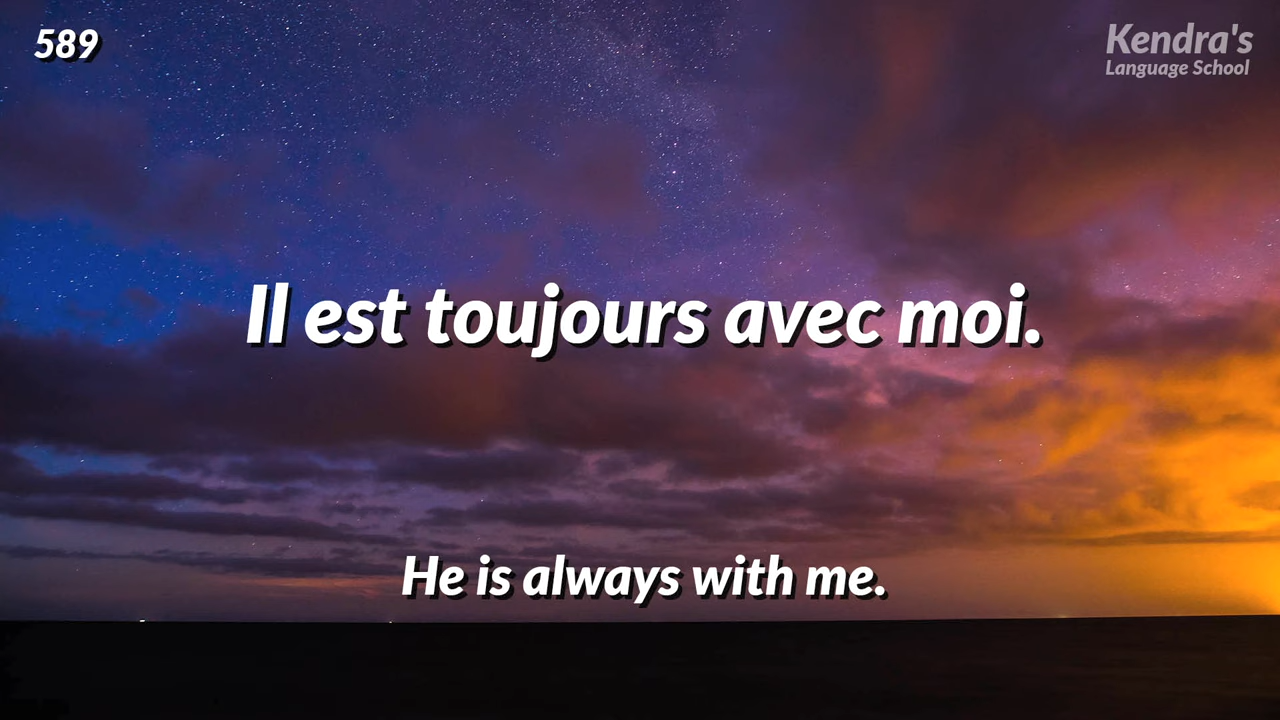 589
Kendra's
Language School
Il est toujours avec moi.
He is always with me.